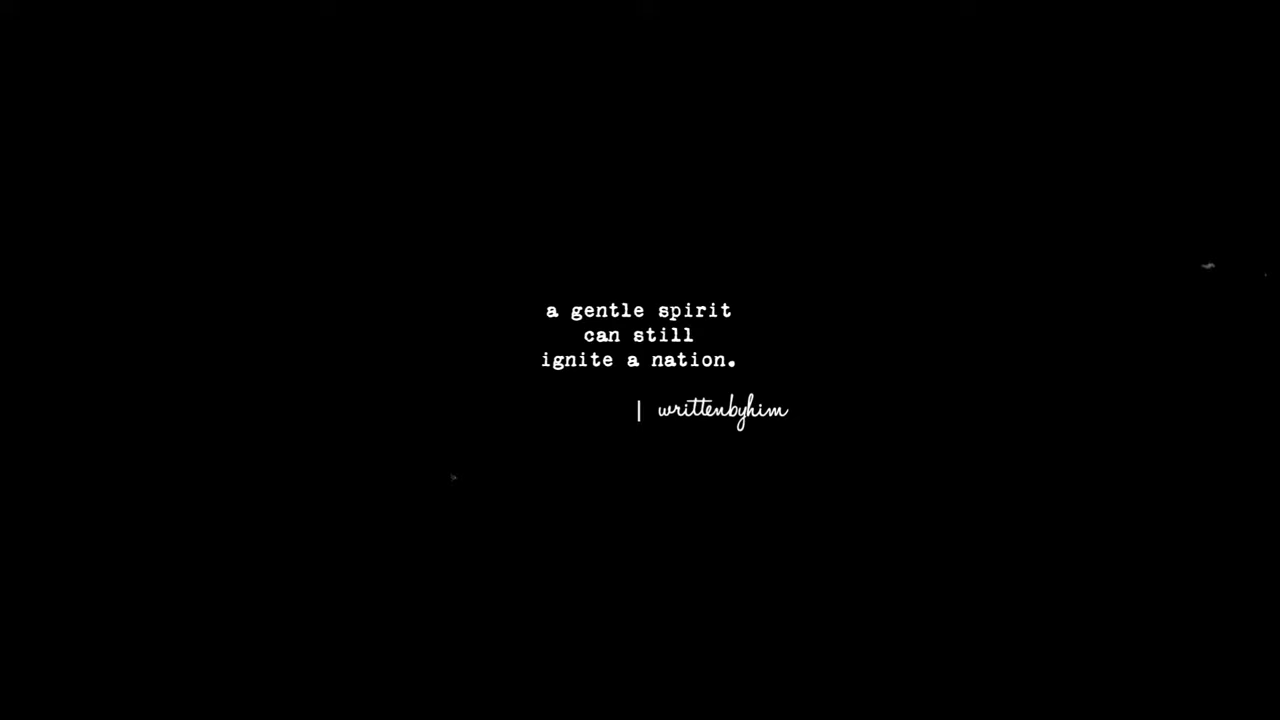 a gentle spirit
can still
ignite a nation.
| writtenbyhim